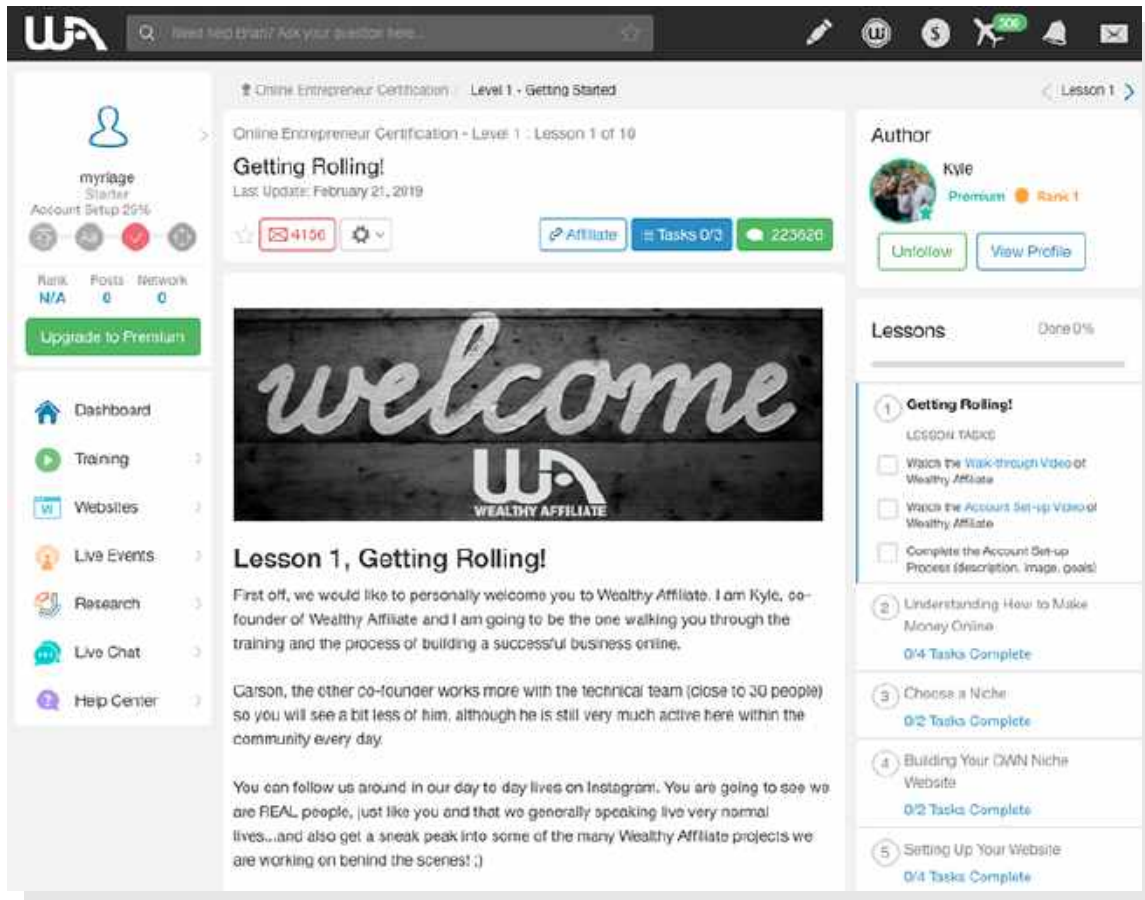 WA
Need help Brian? Ask your question here...
306
Online Entrepreneur Certification / Level 1 - Getting Started
Lesson 1
myriage
Starter
Account Setup 25%
Rank Posts Network
N/A 0 0
Upgrade to Premium
Dashboard
Training
Websites
Live Events
Research
Live Chat
Help Center
Online Entrepreneur Certification - Level 1 : Lesson 1 of 10
Getting Rolling!
Last Update: February 21, 2019
4156
Affiliate
Tasks 0/3
223626
welcome
WA
WEALTHY AFFILIATE
Lesson 1, Getting Rolling!
First off, we would like to personally welcome you to Wealthy Affiliate. I am Kyle, co-
founder of Wealthy Affiliate and I am going to be the one walking you through the
training and the process of building a successful business online.
Carson, the other co-founder works more with the technical team (close to 30 people)
so you will see a bit less of him, although he is still very much active here within the
community every day.
You can follow us around in our day to day lives on Instagram. You are going to see we
are REAL people, just like you and that we generally speaking live very normal
lives...and also get a sneak peak into some of the many Wealthy Affiliate projects we
are working on behind the scenes! ;)
Author
Kyle
Premium Rank 1
Unfollow
View Profile
Lessons
Done 0%
1 Getting Rolling!
LESSON TASKS
Watch the Walk-through Video of
Wealthy Affiliate
Watch the Account Set-up Video of
Wealthy Affiliate
Complete the Account Set-up
Process (description, image, goals)
2 Understanding How to Make
Money Online
0/4 Tasks Complete
3 Choose a Niche
0/2 Tasks Complete
4 Building Your OWN Niche
Website
0/2 Tasks Complete
5 Setting Up Your Website
0/4 Tasks Complete